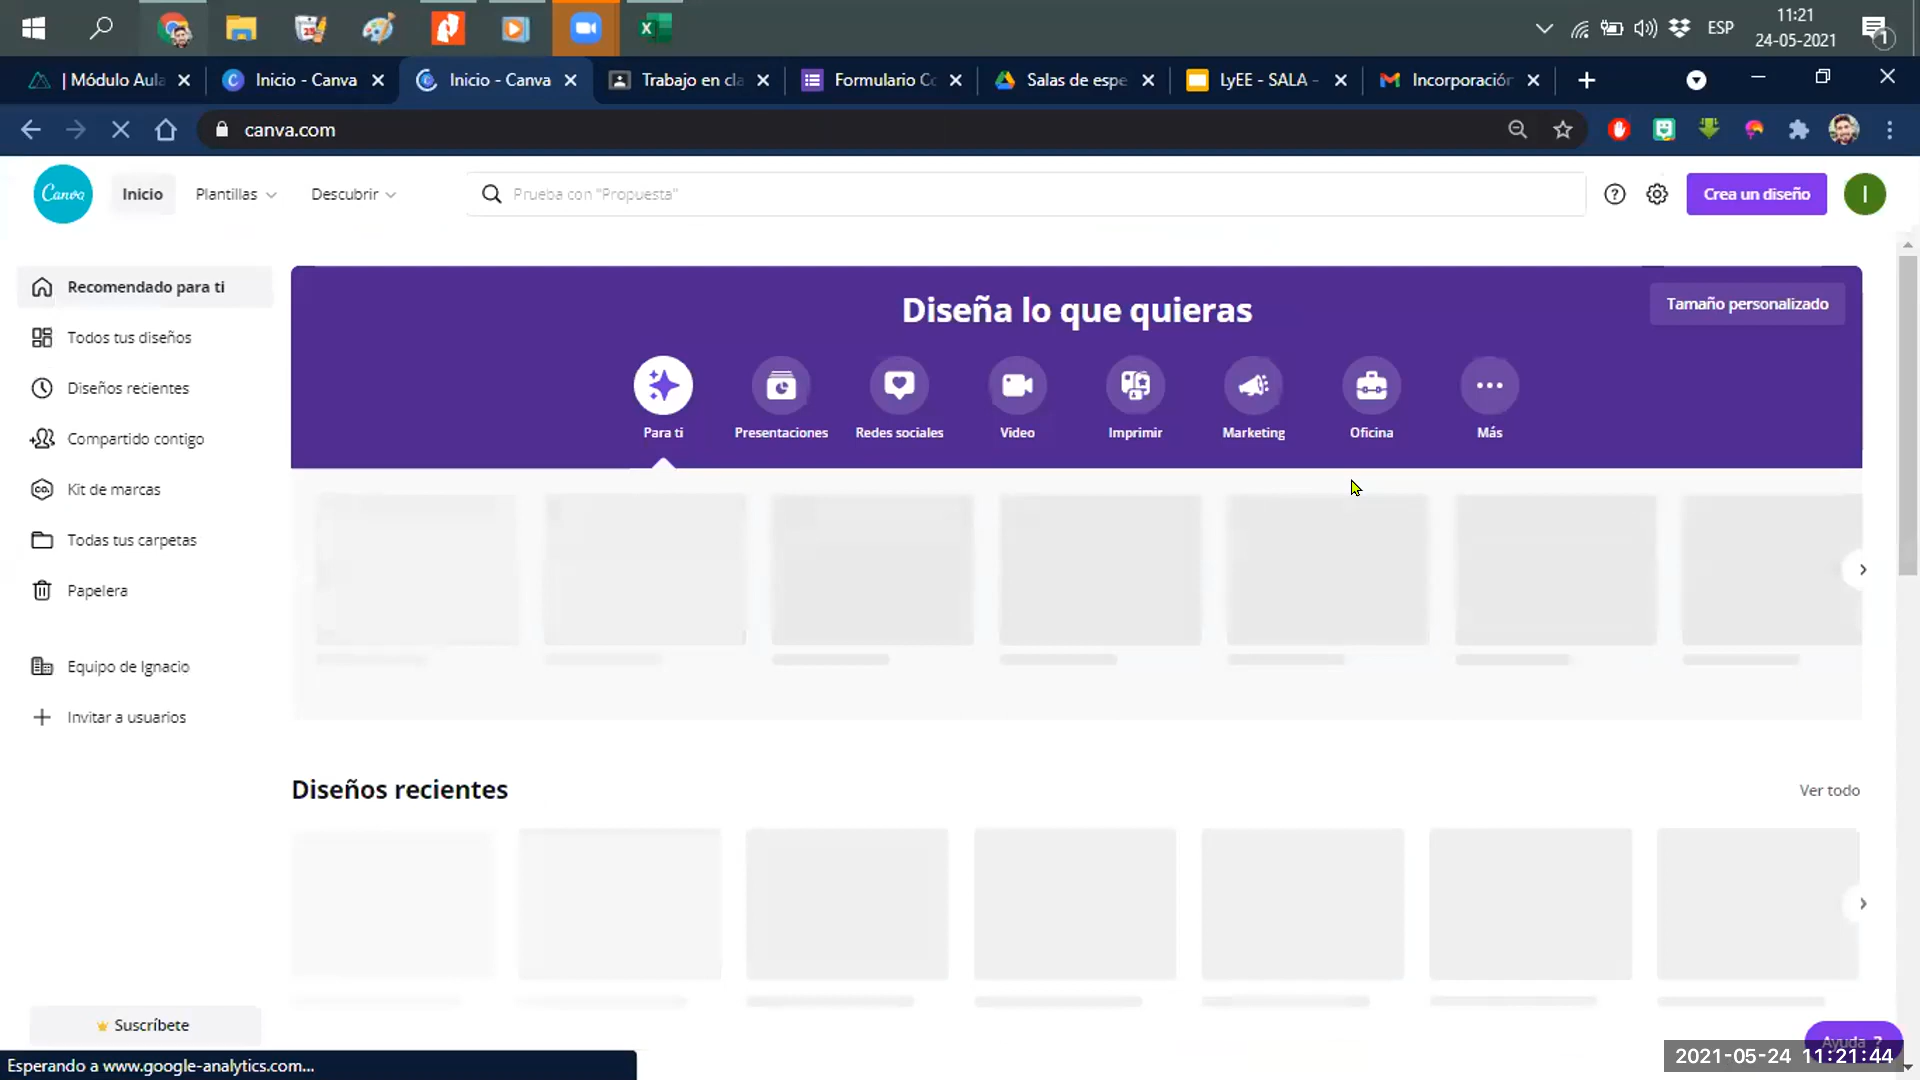 ESP
11:21
24-05-2021
1
| Módulo Aula
Inicio - Canva
Inicio - Canva
Trabajo en cla
Formulario Co
Salas de espe
LyEE - SALA -
Incorporación
canva.com
Canva
Inicio
Plantillas
Descubrir
Prueba con "Propuesta"
Crea un diseño
I
Recomendado para ti
Todos tus diseños
Diseños recientes
Compartido contigo
Kit de marcas
Todas tus carpetas
Papelera
Equipo de Ignacio
Invitar a usuarios
Suscríbete
Diseña lo que quieras
Tamaño personalizado
Para ti
Presentaciones
Redes sociales
Video
Imprimir
Marketing
Oficina
Más
Diseños recientes
Ver todo
Ayuda ?
Esperando a www.google-analytics.com...
2021-05-24 11:21:44